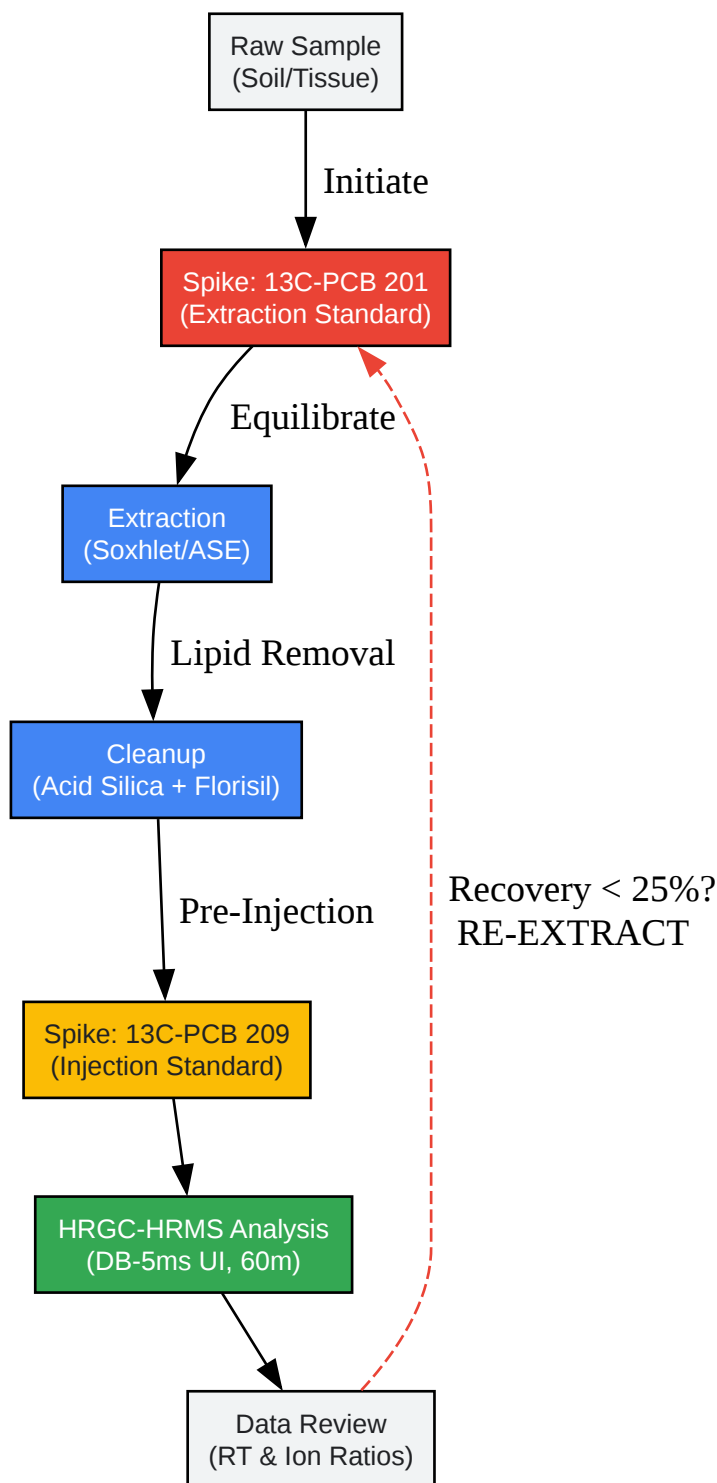 Raw Sample
(Soil/Tissue)
Initiate
Spike: 13C-PCB 201
(Extraction Standard)
Equilibrate
Extraction
(Soxhlet/ASE)
Lipid Removal
Cleanup
(Acid Silica + Florisil)
Recovery < 25%?
RE-EXTRACT
Pre-Injection
Spike: 13C-PCB 209
(Injection Standard)
HRGC-HRMS Analysis
(DB-5ms UI, 60m)
Data Review
(RT & Ion Ratios)